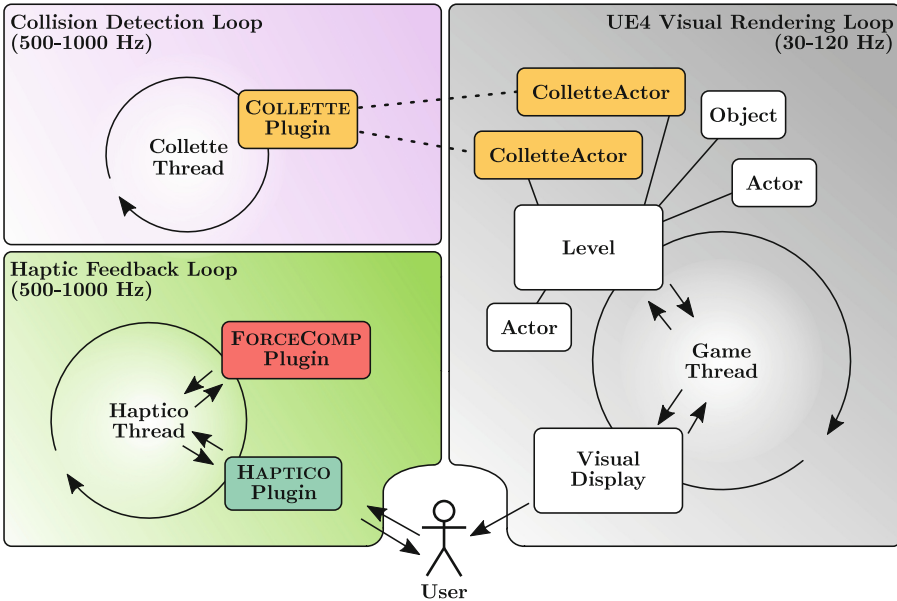 Collision Detection Loop
(500-1000 Hz)
COLLETTE
Plugin
Collette
Thread
UE4 Visual Rendering Loop
(30-120 Hz)
ColletteActor
Object
ColletteActor
Actor
Level
Actor
Game
Thread
Visual
Display
Haptic Feedback Loop
(500-1000 Hz)
FORCECOMP
Plugin
Haptico
Thread
HAPTICO
Plugin
User